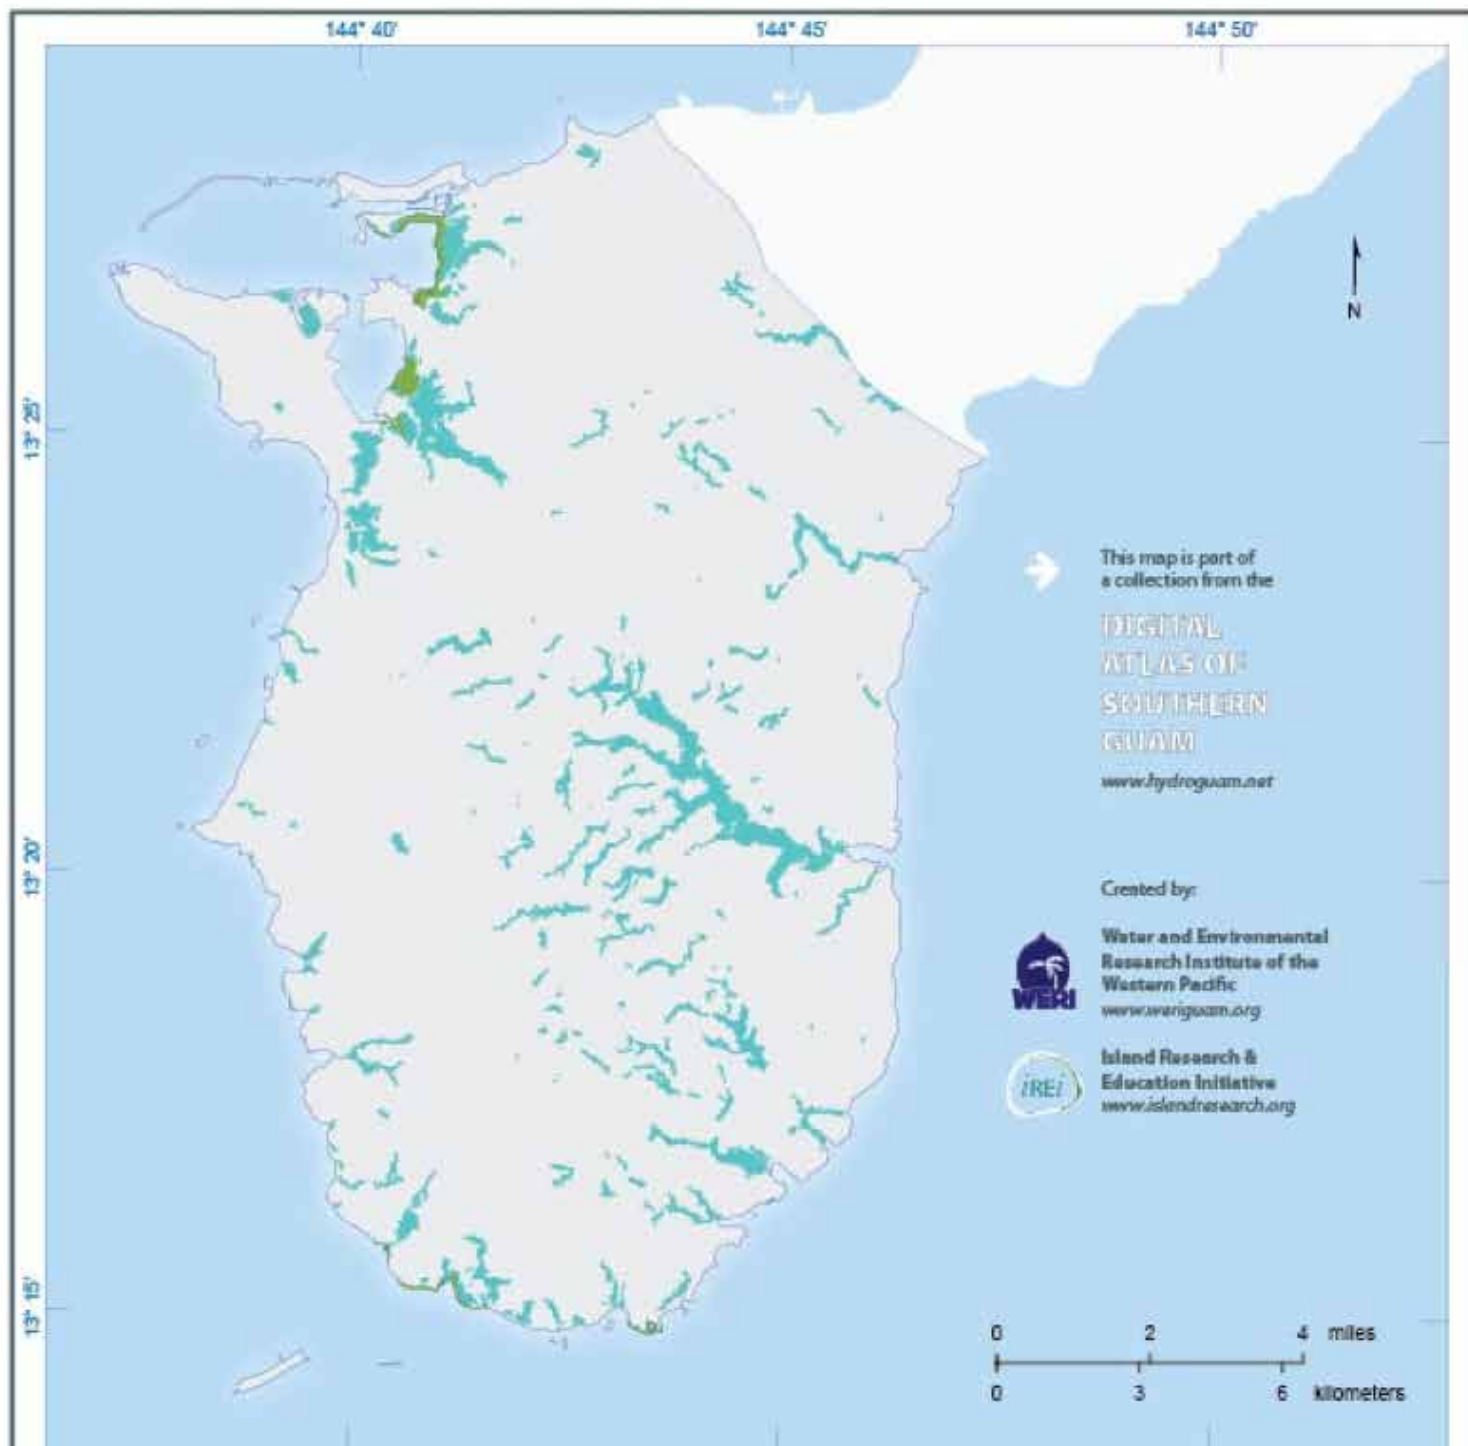 144° 40'
144° 45'
144° 50'
N
13° 25'
This map is part of
a collection from the
DIGITAL
ATLAS OF
SOUTHERN
GUAM
www.hydroguam.net
13° 20'
Created by:
WERI
Water and Environmental
Research Institute of the
Western Pacific
www.weriguam.org
iREi
Island Research &
Education Initiative
www.islandresearch.org
13° 15'
0 2 4 miles
0 3 6 kilometers